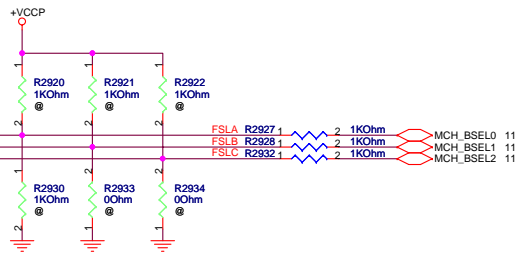 +VCCP
1 1 1
R2920 R2921 R2922
1KOhm 1KOhm 1KOhm
@ @ @
2 2 2
FSLA R2927 1 2 1KOhm MCH_BSEL0 11
FSLB R2928 1 2 1KOhm MCH_BSEL1 11
FSLC R2932 1 2 1KOhm MCH_BSEL2 11
1 2 2
R2930 R2933 R2934
1KOhm 0Ohm 0Ohm
@ @ @
2 1 1